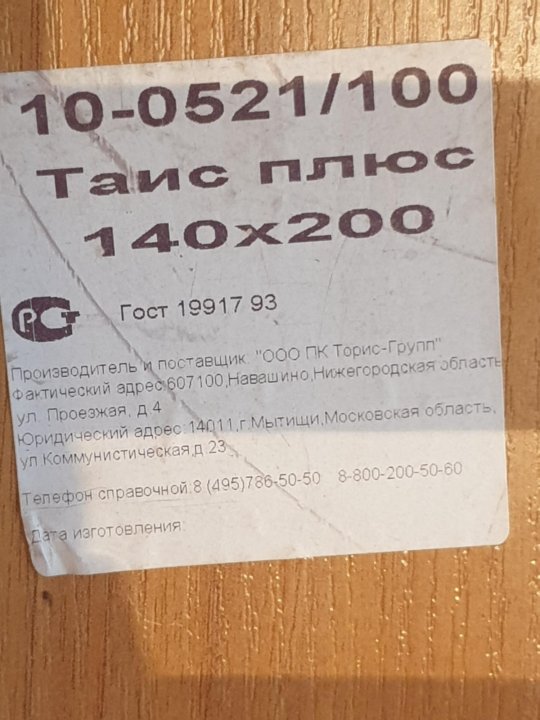 10-0521/100
Таис плюс
140х200
РСТ Гост 19917 93
Производитель и поставщик: "ООО ПК Торис-Групп"
Фактический адрес:607100,Навашино,Нижегородская область
ул. Проезжая, д.4
Юридический адрес:14011,г.Мытищи,Московская область,
ул.Коммунистическая,д.23
Телефон справочной:8 (495)786-50-50 8-800-200-50-60
Дата изготовления: